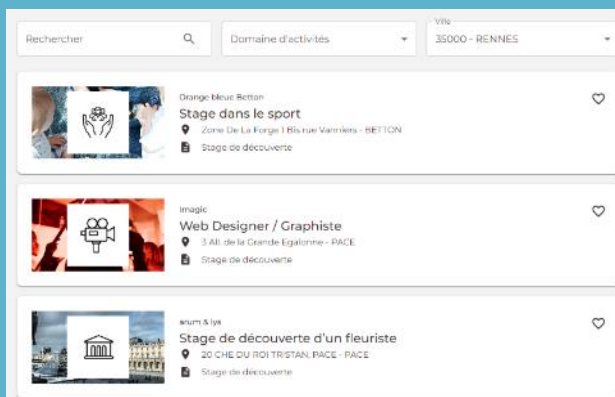 Rechercher
Domaine d'activités
Ville
35000 - RENNES
Orange bleue Betton
Stage dans le sport
Zone De La Forge 1 Bis rue Vanniers - BETTON
Stage de découverte
Imagic
Web Designer / Graphiste
3 All. de la Grande Egalonne - PACE
Stage de découverte
arum & lys
Stage de découverte d'un fleuriste
20 CHE DU ROI TRISTAN, PACE - PACE
Stage de découverte